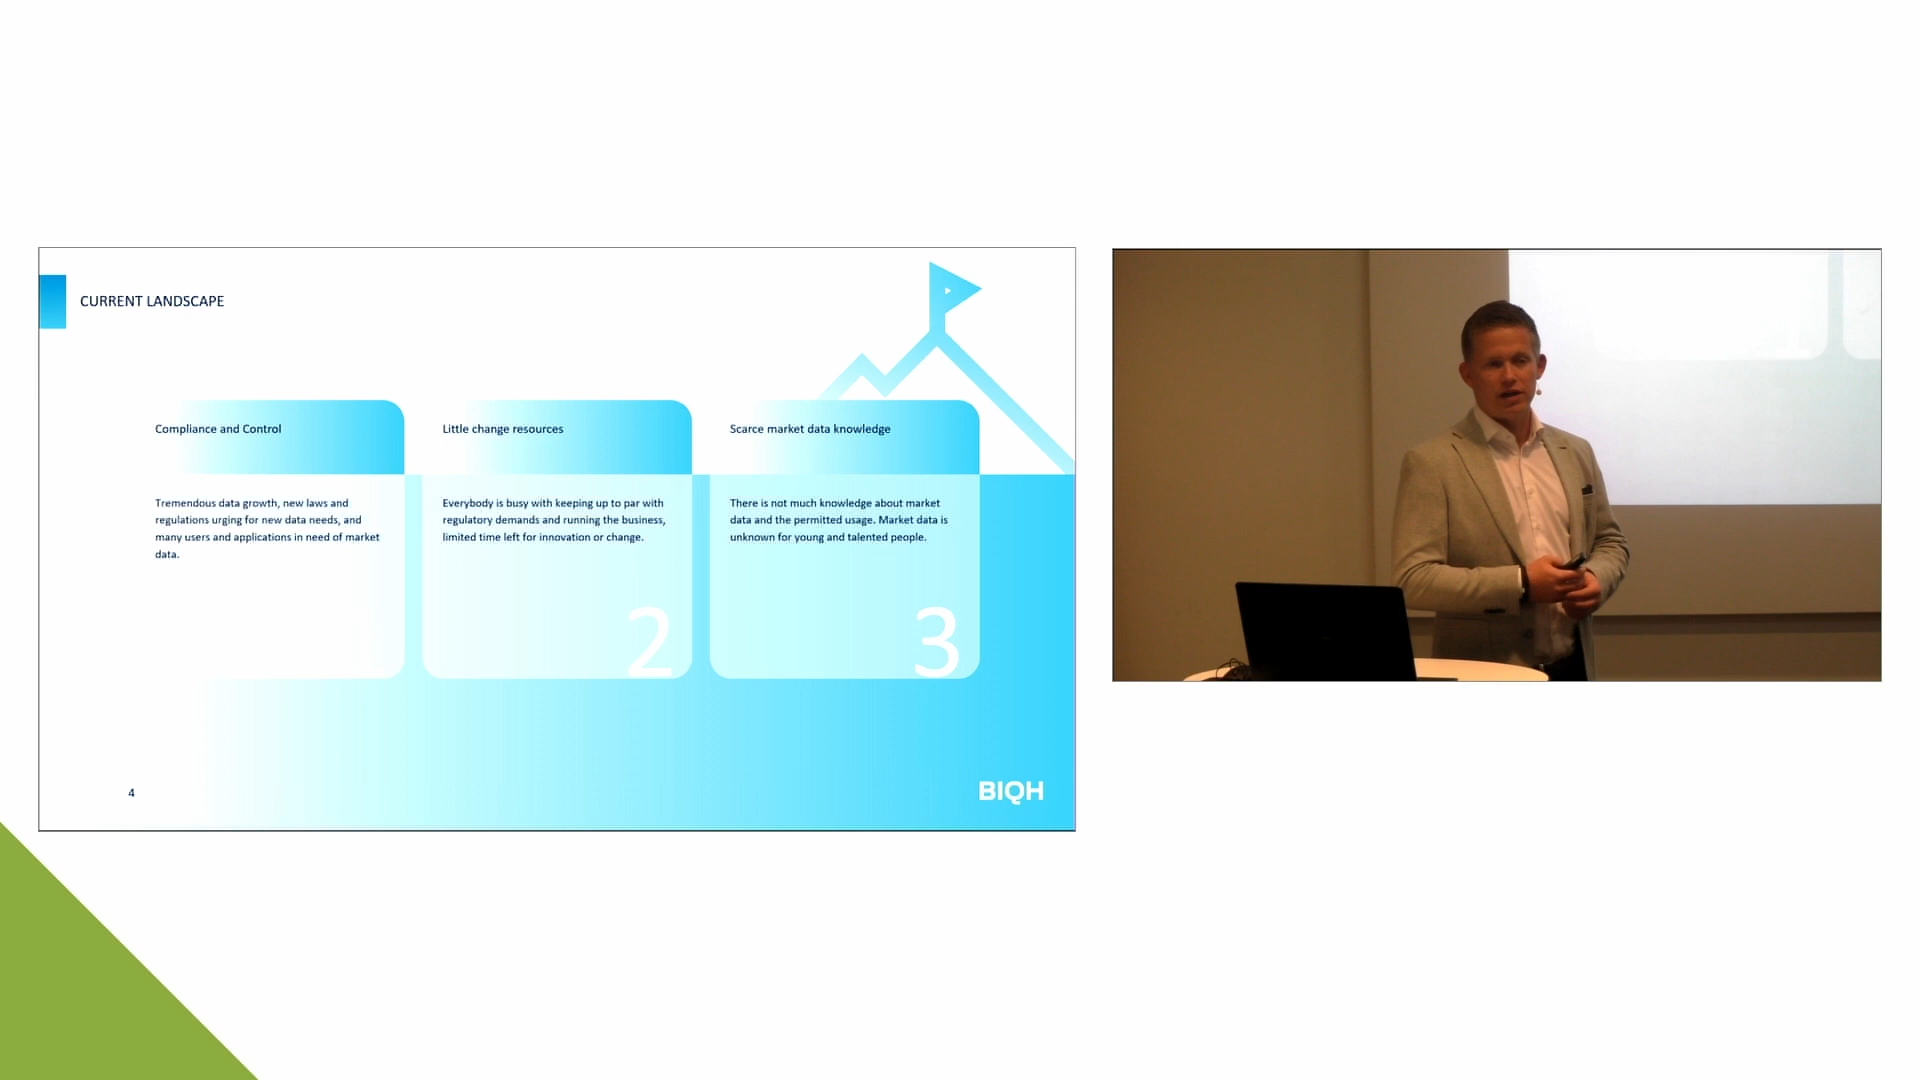 CURRENT LANDSCAPE
Compliance and Control
Tremendous data growth, new laws and
regulations urging for new data needs, and
many users and applications in need of market
data.
Little change resources
Everybody is busy with keeping up to par with
regulatory demands and running the business,
limited time left for innovation or change.
2
Scarce market data knowledge
There is not much knowledge about market
data and the permitted usage. Market data is
unknown for young and talented people.
3
4
BIQH